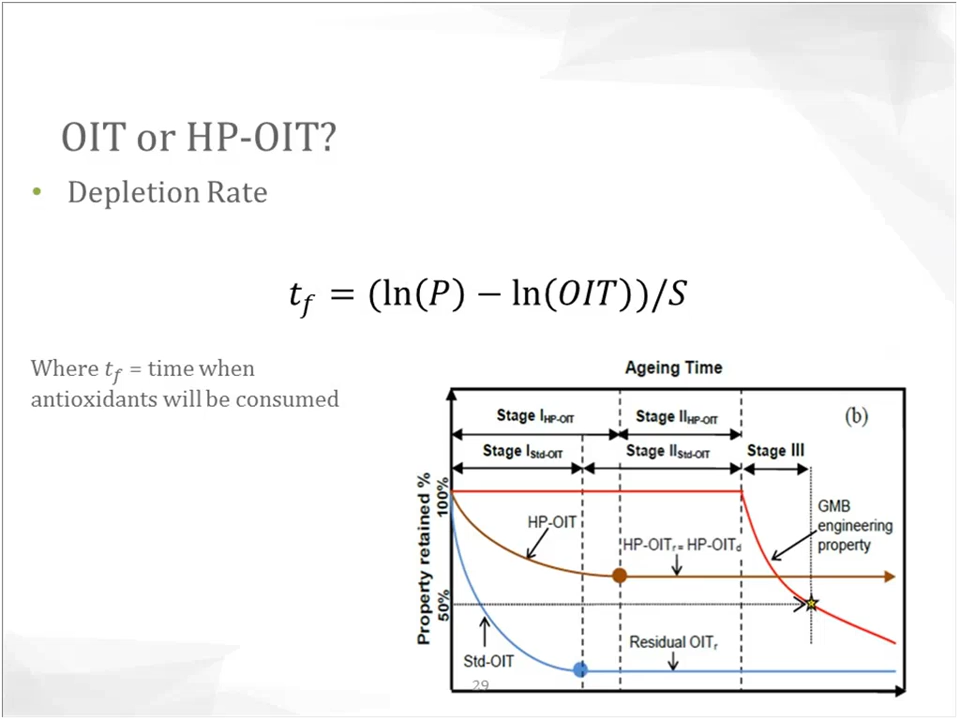 OIT or HP-OIT?
• Depletion Rate
t_f = (ln(P) − ln(OIT))/S
Where t_f = time when
antioxidants will be consumed
Ageing Time
(b)
Stage I_HP-OIT
Stage II_HP-OIT
Stage I_Std-OIT
Stage II_Std-OIT
Stage III
Property retained %
100%
50%
HP-OIT
HP-OIT_r = HP-OIT_d
GMB
engineering
property
Std-OIT
Residual OIT_r
29